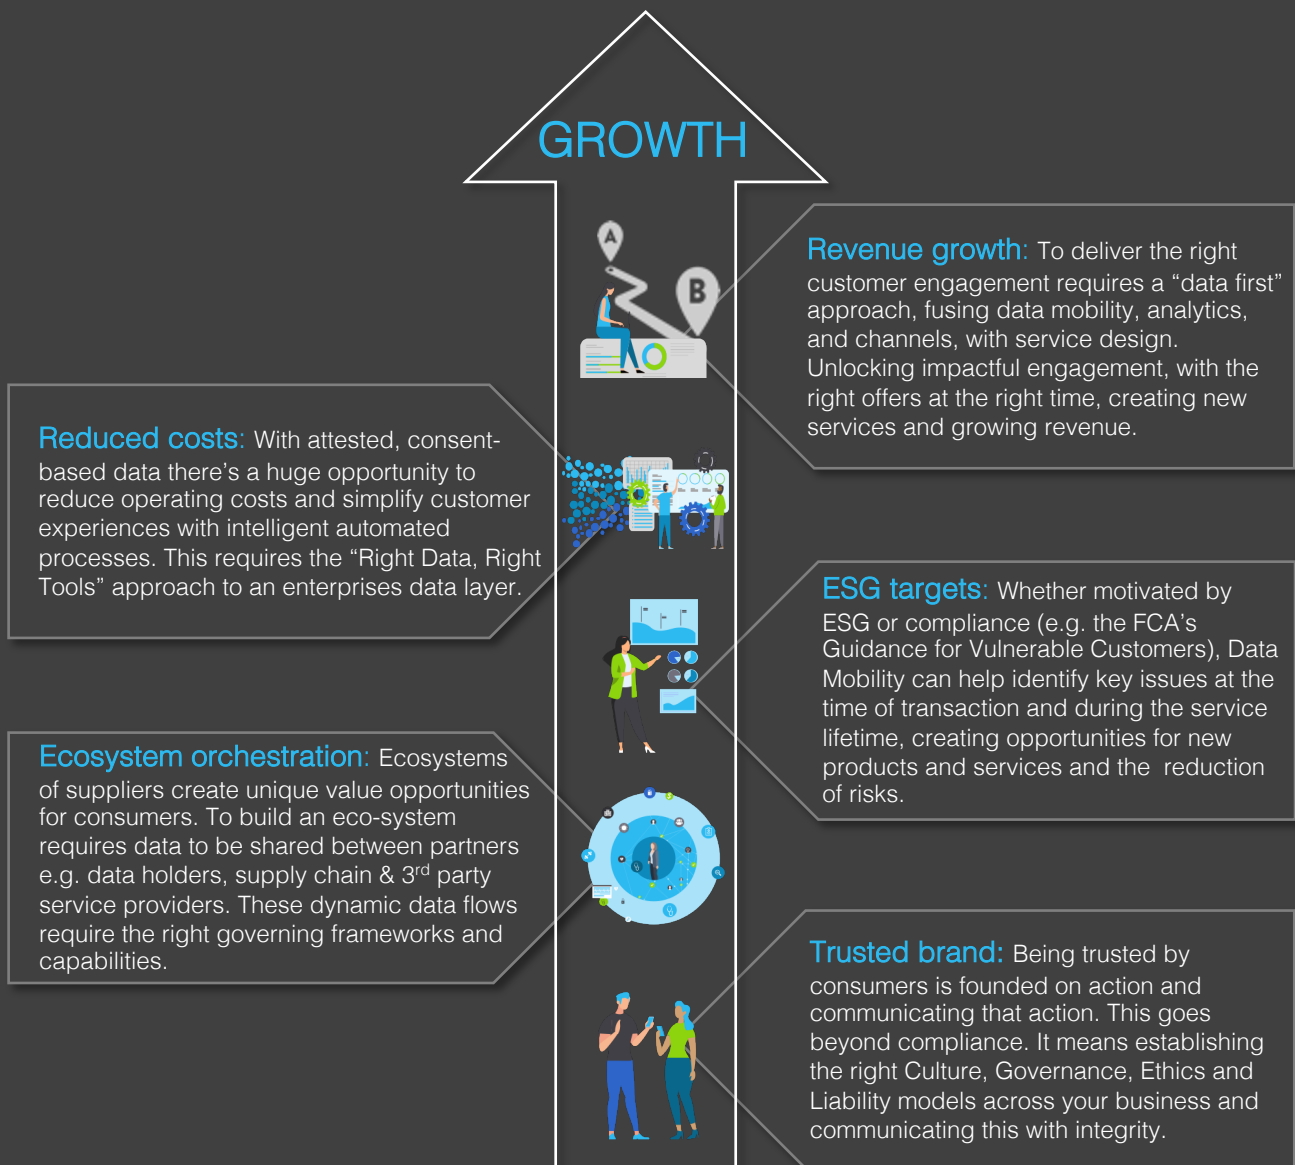 GROWTH
A
B
Revenue growth: To deliver the right
customer engagement requires a “data first”
approach, fusing data mobility, analytics,
and channels, with service design.
Unlocking impactful engagement, with the
right offers at the right time, creating new
services and growing revenue.
Reduced costs: With attested, consent-
based data there’s a huge opportunity to
reduce operating costs and simplify customer
experiences with intelligent automated
processes. This requires the “Right Data, Right
Tools” approach to an enterprises data layer.
ESG targets: Whether motivated by
ESG or compliance (e.g. the FCA’s
Guidance for Vulnerable Customers), Data
Mobility can help identify key issues at the
time of transaction and during the service
lifetime, creating opportunities for new
products and services and the  reduction
of risks.
Ecosystem orchestration: Ecosystems
of suppliers create unique value opportunities
for consumers. To build an eco-system
requires data to be shared between partners
e.g. data holders, supply chain & 3rd party
service providers. These dynamic data flows
require the right governing frameworks and
capabilities.
Trusted brand: Being trusted by
consumers is founded on action and
communicating that action. This goes
beyond compliance. It means establishing
the right Culture, Governance, Ethics and
Liability models across your business and
communicating this with integrity.